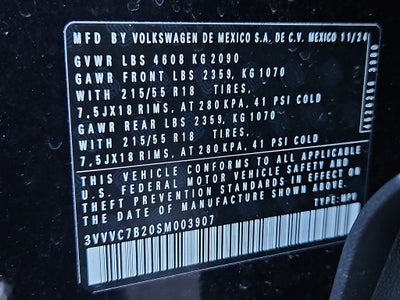 MFD BY VOLKSWAGEN DE MEXICO S.A. DE C.V. MEXICO 11/24
GVWR LBS 4608 KG 2090
GAWR FRONT LBS 2359, KG 1070
WITH 215/55 R18 TIRES,
7.5JX18 RIMS, AT 280 KPA, 41 PSI COLD
GAWR REAR LBS 2359, KG 1070
WITH 215/55 R18 TIRES,
7.5JX18 RIMS, AT 280 KPA, 41 PSI COLD
THIS VEHICLE CONFORMS TO ALL APPLICABLE
U.S. FEDERAL MOTOR VEHICLE SAFETY AND
THEFT PREVENTION STANDARDS IN EFFECT ON
THE DATE OF MANUFACTURE SHOWN ABOVE.
3VVVC7B20SM003907
TYPE: MPV